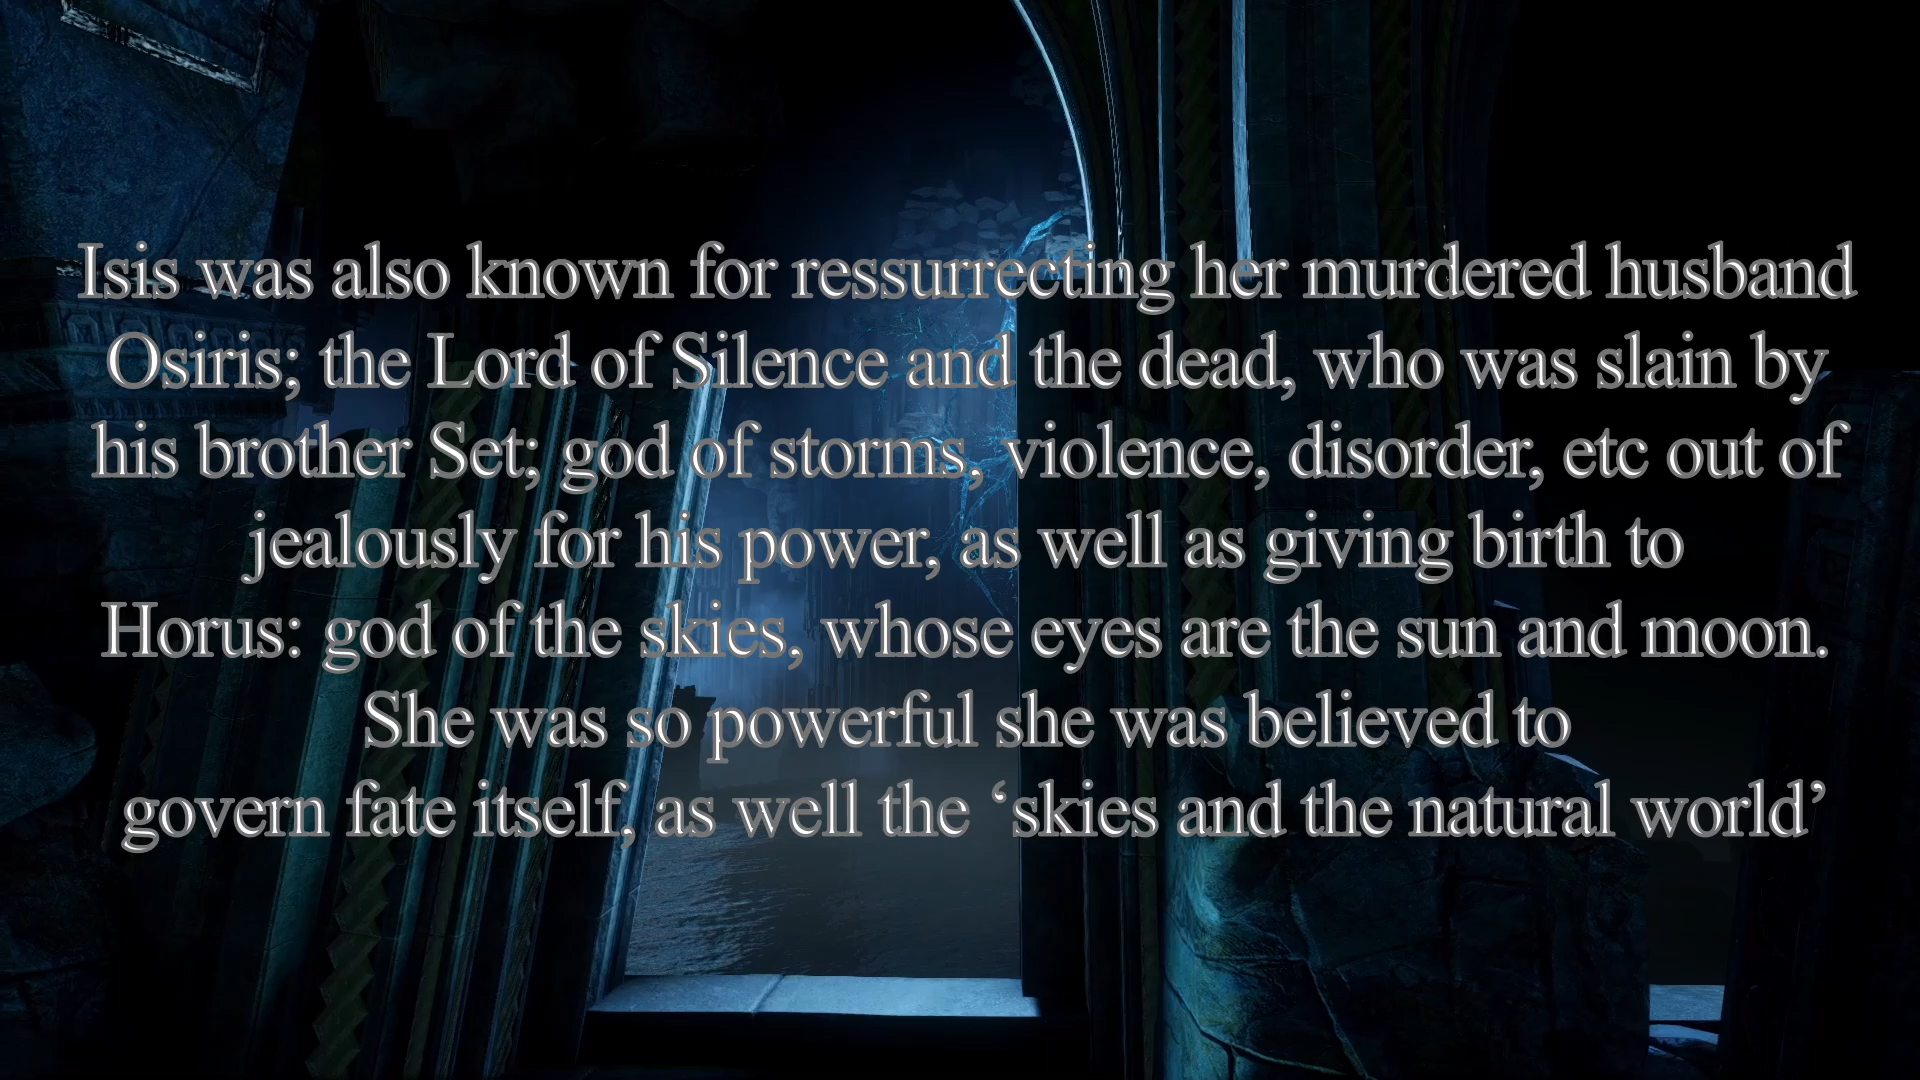 Isis was also known for ressurrecting her murdered husband
Osiris; the Lord of Silence and the dead, who was slain by
his brother Set; god of storms, violence, disorder, etc out of
jealously for his power, as well as giving birth to
Horus: god of the skies, whose eyes are the sun and moon.
She was so powerful she was believed to
govern fate itself, as well the ‘skies and the natural world’